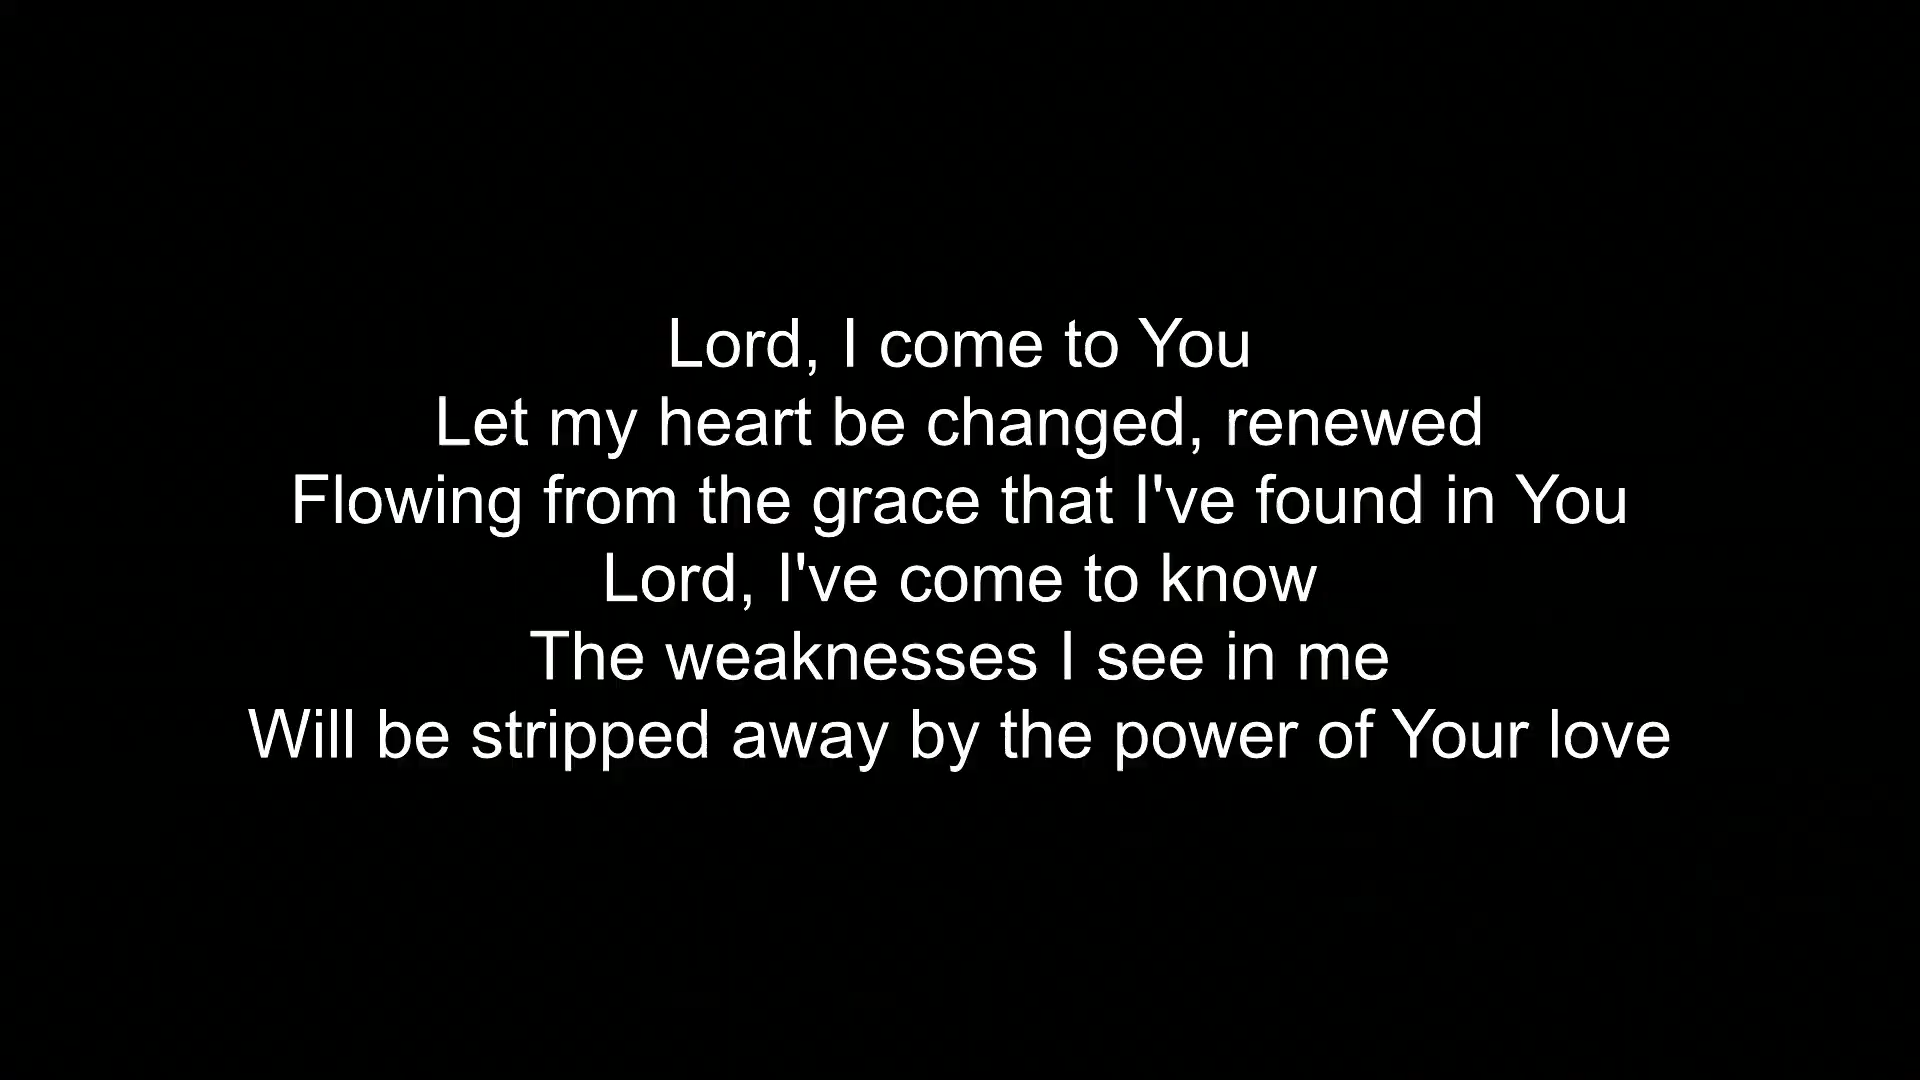 Lord, I come to You
Let my heart be changed, renewed
Flowing from the grace that I've found in You
Lord, I've come to know
The weaknesses I see in me
Will be stripped away by the power of Your love